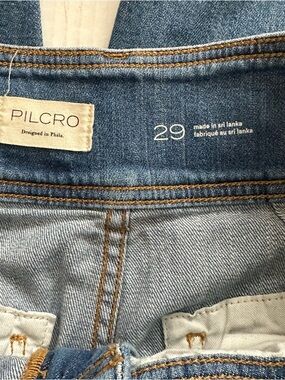 PILCRO
Designed in Phila.
29
made in sri lanka
fabriqué au sri lanka